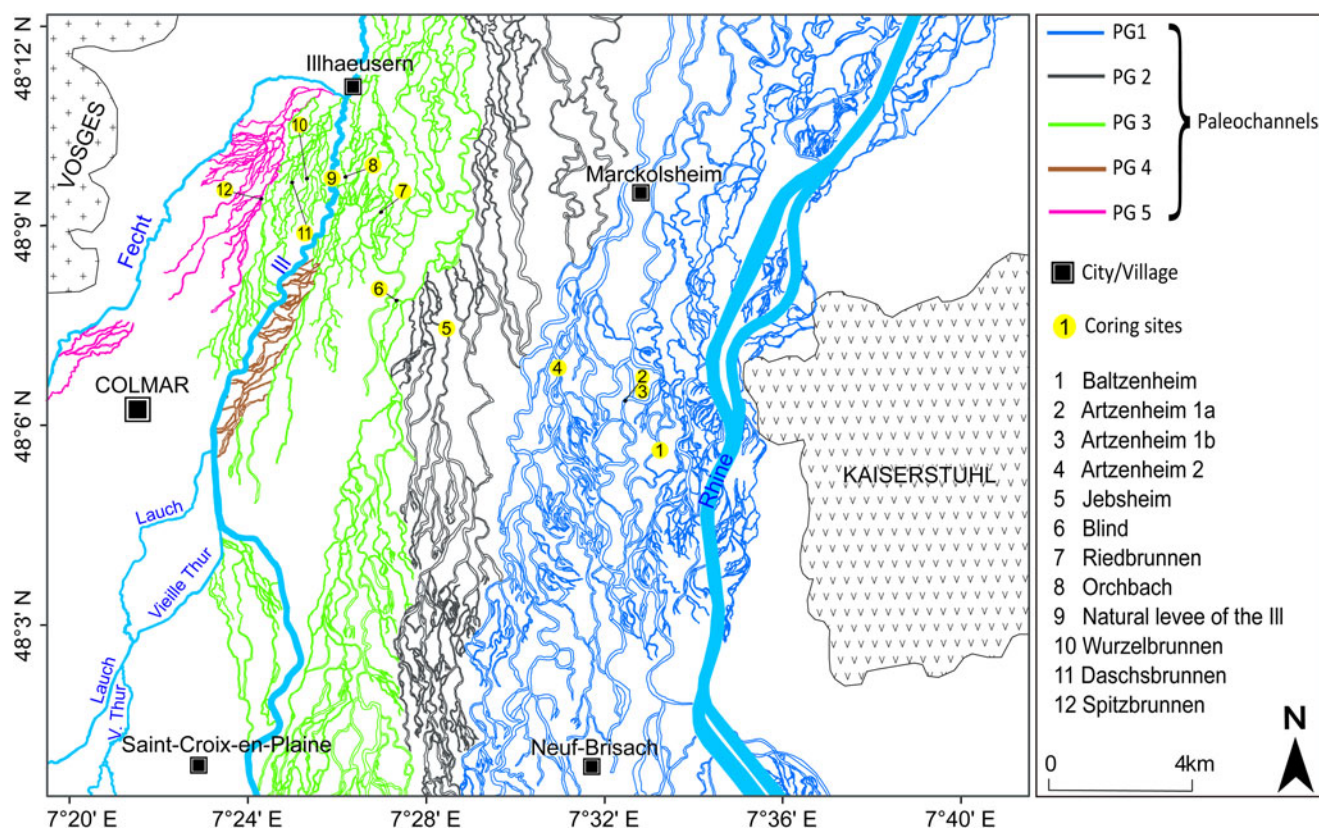 48°12' N
48°9' N
48°6' N
48°3' N
7°20' E
7°24' E
7°28' E
7°32' E
7°36' E
7°40' E
VOSGES
Illhaeusern
Fecht
Ill
10
9
8
12
7
11
6
5
Marckolsheim
4
2
3
1
COLMAR
Rhine
KAISERSTUHL
Lauch
Vieille Thur
Lauch
V. Thur
Saint-Croix-en-Plaine
Neuf-Brisach
PG1
PG 2
PG 3
PG 4
PG 5
Paleochannels
City/Village
1 Coring sites
1 Baltzenheim
2 Artzenheim 1a
3 Artzenheim 1b
4 Artzenheim 2
5 Jebsheim
6 Blind
7 Riedbrunnen
8 Orchbach
9 Natural levee of the Ill
10 Wurzelbrunnen
11 Daschsbrunnen
12 Spitzbrunnen
N
0 4km